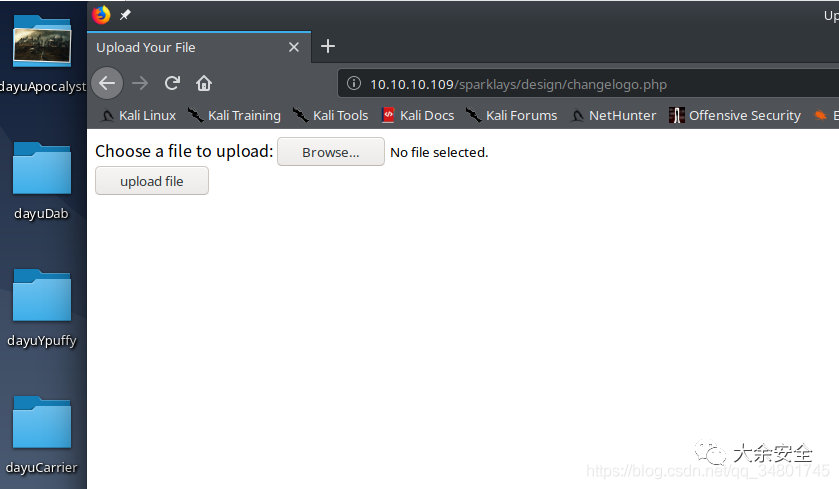 Up
Upload Your File
10.10.10.109/sparklays/design/changelogo.php
Kali Linux Kali Training Kali Tools Kali Docs Kali Forums NetHunter Offensive Security E
Choose a file to upload: Browse... No file selected.
upload file
dayuApocalyst
dayuDab
dayuYpuffy
dayuCarrier
大余安全
https://blog.csdn.net/qq_34801745